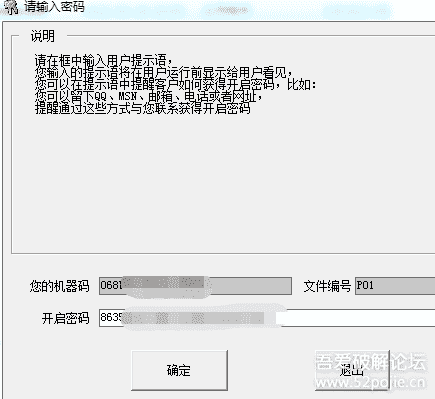 请输入密码
说明
请在框中输入用户提示语，
您输入的提示语将在用户运行前显示给用户看见，
您可以在提示语中提醒客户如何获得开启密码，比如：
您可以留下QQ、MSN、邮箱、电话或者网址，
提醒通过这些方式与您联系获得开启密码
您的机器码 068 文件编号 P01
开启密码 863
确定 退出
吾爱破解论坛
www.52pojie.cn